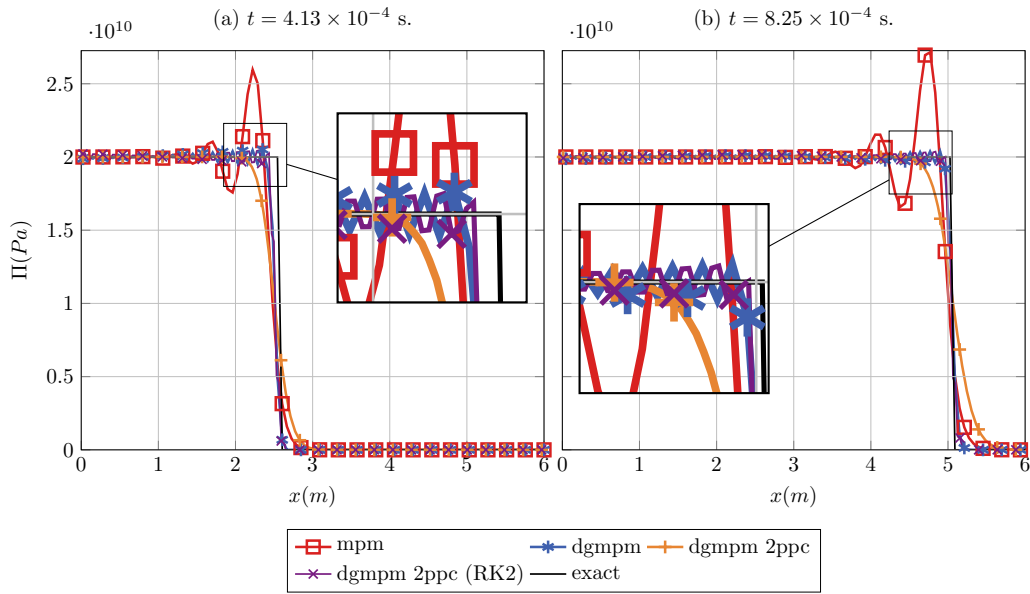 (a) t = 4.13 × 10⁻⁴ s.
(b) t = 8.25 × 10⁻⁴ s.
·10¹⁰
·10¹⁰
2.5
2.0
1.5
1.0
0.5
0
Π(Pa)
0 1 2 3 4 5 6
0 1 2 3 4 5 6
x(m)
x(m)
mpm dgmpm dgmpm 2ppc
dgmpm 2ppc (RK2) exact